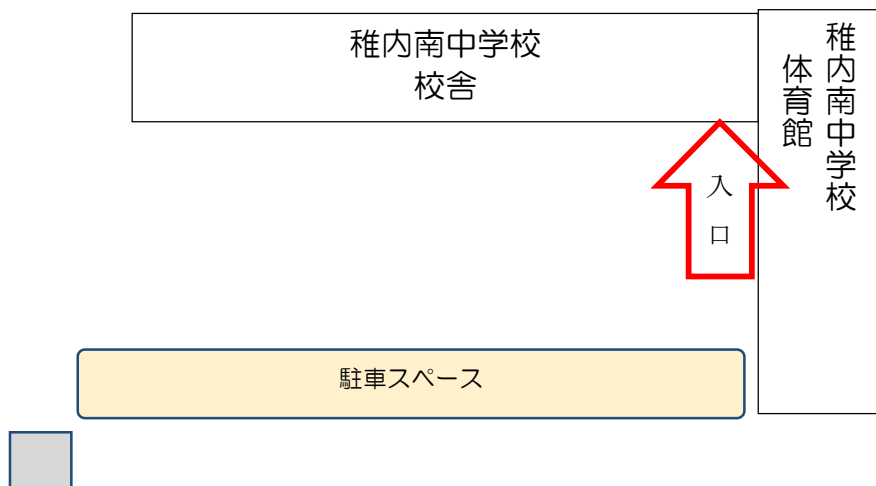 稚内南中学校
校舎
稚内南中学校
体育館
入
口
駐車スペース